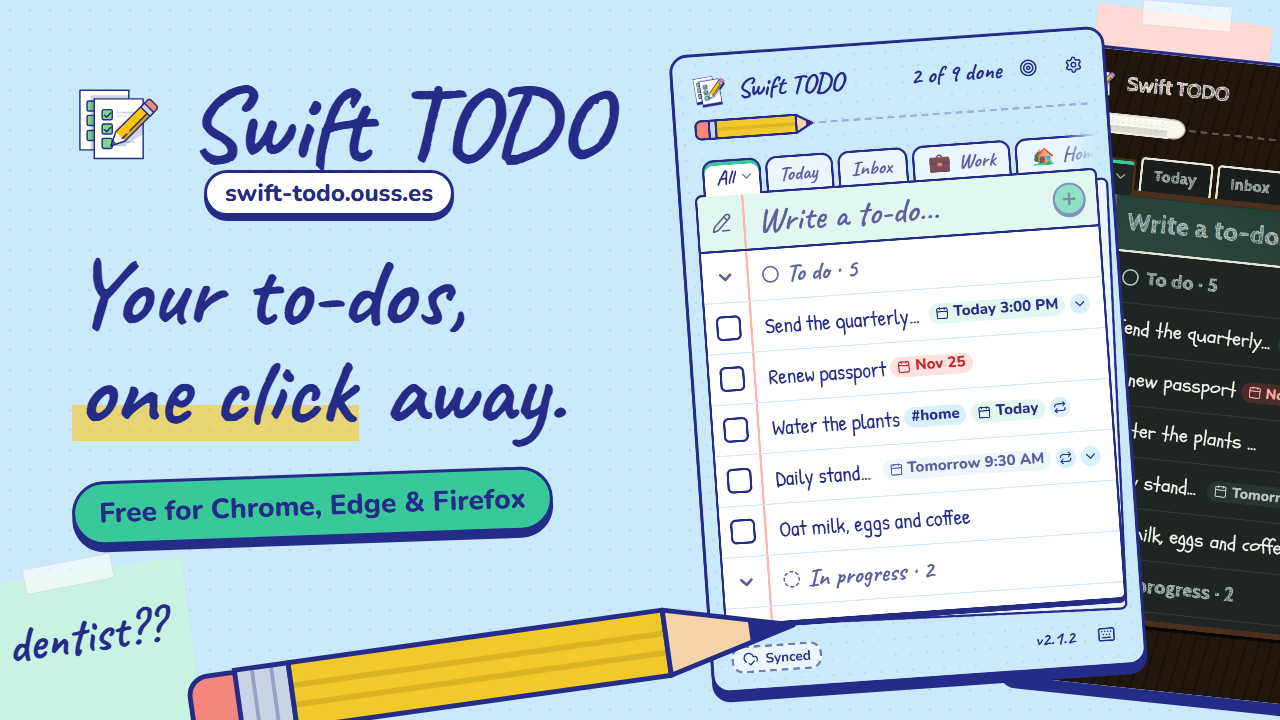 Swift TODO
swift-todo.ouss.es
Your to-dos,
one click away.
Free for Chrome, Edge & Firefox
dentist??
Swift TODO
2 of 9 done
All
Today
Inbox
Work
Hom
Write a to-do...
To do · 5
Send the quarterly... Today 3:00 PM
Renew passport Nov 25
Water the plants #home Today
Daily stand... Tomorrow 9:30 AM
Oat milk, eggs and coffee
In progress · 2
Synced
v2.1.2
Swift TODO
Today
Inbox
Write a to-do
To do · 5
end the quarterly...
new passport No
ter the plants ...
stand... Tomorr
ilk, eggs and coffe
rogress · 2